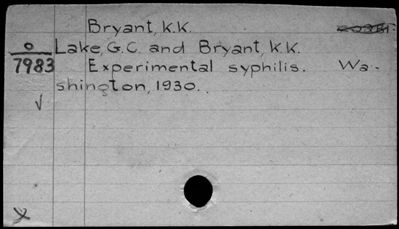 Bryant, K.K.
o Lake, G.C. and Bryant, K.K.
7983 Experimental syphilis. Wa-
shington, 1930.